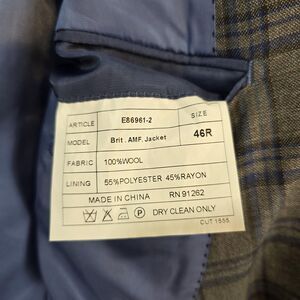 ARTICLE E86961-2 SIZE
MODEL Brit. AMF. Jacket 46R
FABRIC 100%WOOL
LINING 55%POLYESTER 45%RAYON
MADE IN CHINA RN 91262
P DRY CLEAN ONLY
CUT 1555